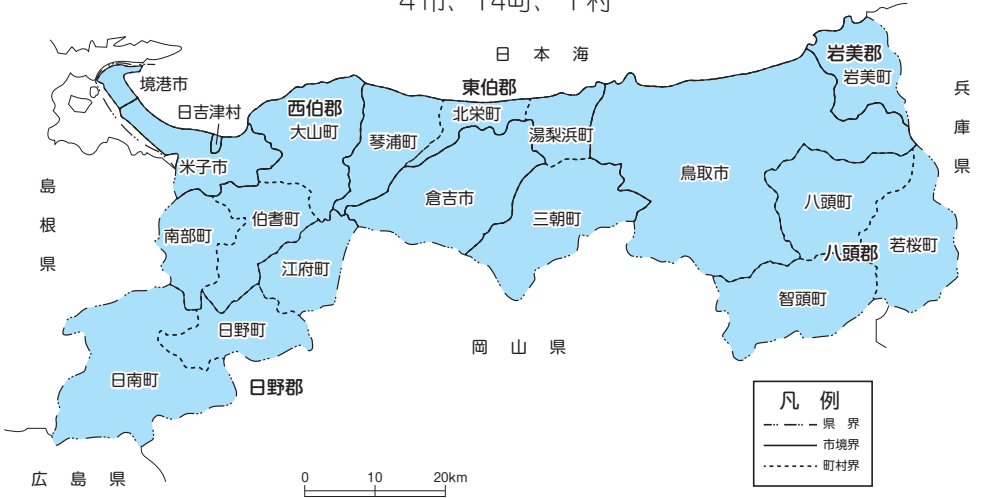 4市、14町、1村
日本海
岩美郡
岩美町
境港市
東伯郡
兵庫県
日吉津村
西伯郡
大山町
北栄町
湯梨浜町
琴浦町
米子市
鳥取市
島根県
倉吉市
八頭町
伯耆町
三朝町
南部町
八頭郡
若桜町
江府町
智頭町
日野町
岡山県
日南町
日野郡
凡例
県界
市境界
町村界
0 10 20km
広島県